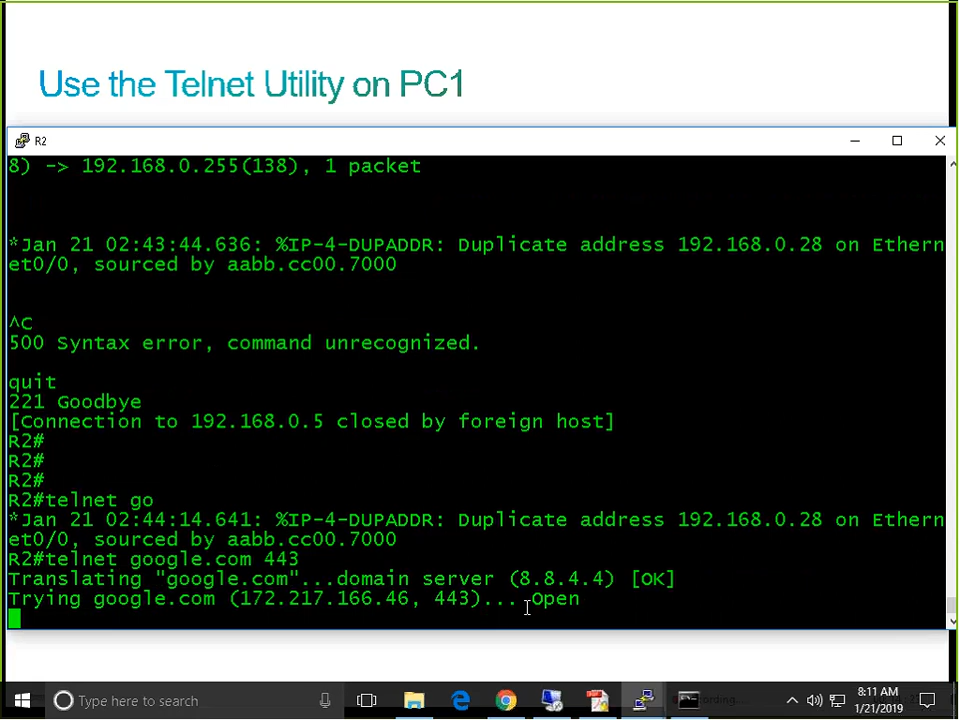 Use the Telnet Utility on PC1
R2
8) -> 192.168.0.255(138), 1 packet
*Jan 21 02:43:44.636: %IP-4-DUPADDR: Duplicate address 192.168.0.28 on Ethern
et0/0, sourced by aabb.cc00.7000
^C
500 Syntax error, command unrecognized.
quit
221 Goodbye
[Connection to 192.168.0.5 closed by foreign host]
R2#
R2#
R2#
R2#telnet go
*Jan 21 02:44:14.641: %IP-4-DUPADDR: Duplicate address 192.168.0.28 on Ethern
et0/0, sourced by aabb.cc00.7000
R2#telnet google.com 443
Translating "google.com"...domain server (8.8.4.4) [OK]
Trying google.com (172.217.166.46, 443)... Open
Type here to search
8:11 AM
1/21/2019